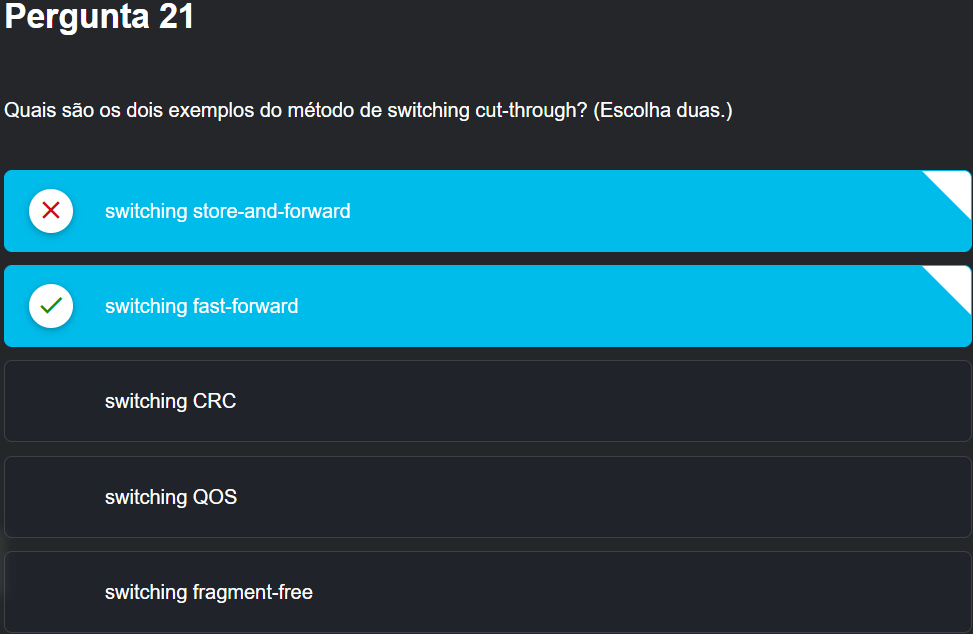 Pergunta 21
Quais são os dois exemplos do método de switching cut-through? (Escolha duas.)
switching store-and-forward
switching fast-forward
switching CRC
switching QOS
switching fragment-free